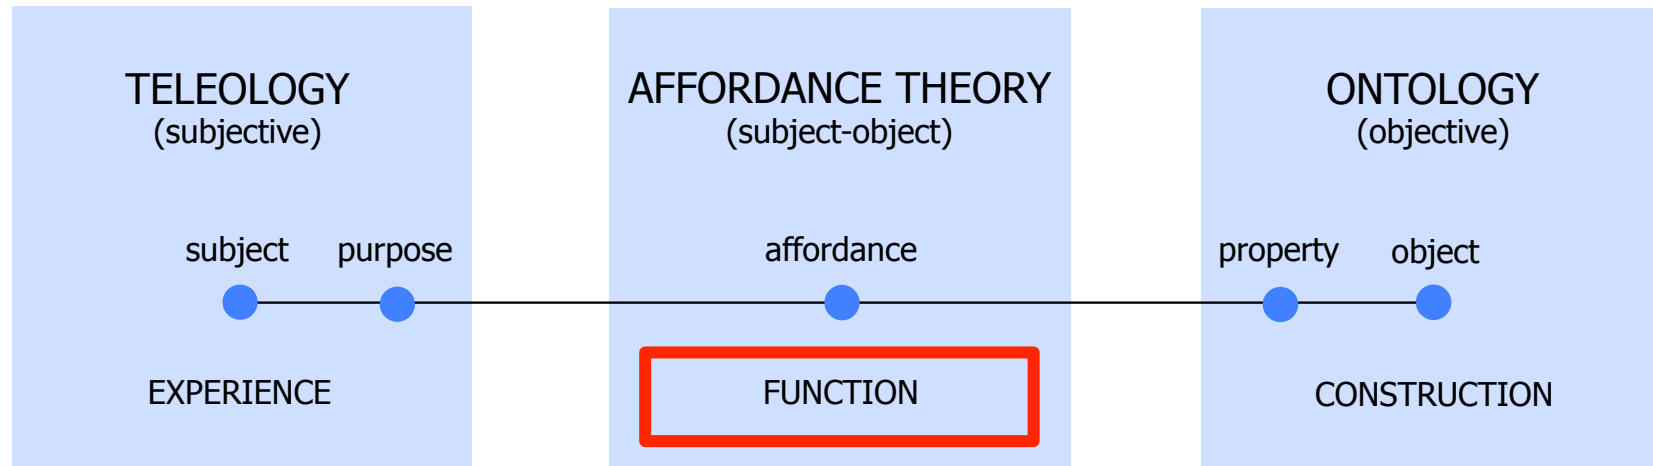 TELEOLOGY
(subjective)
subject purpose
EXPERIENCE
AFFORDANCE THEORY
(subject-object)
affordance
FUNCTION
ONTOLOGY
(objective)
property object
CONSTRUCTION